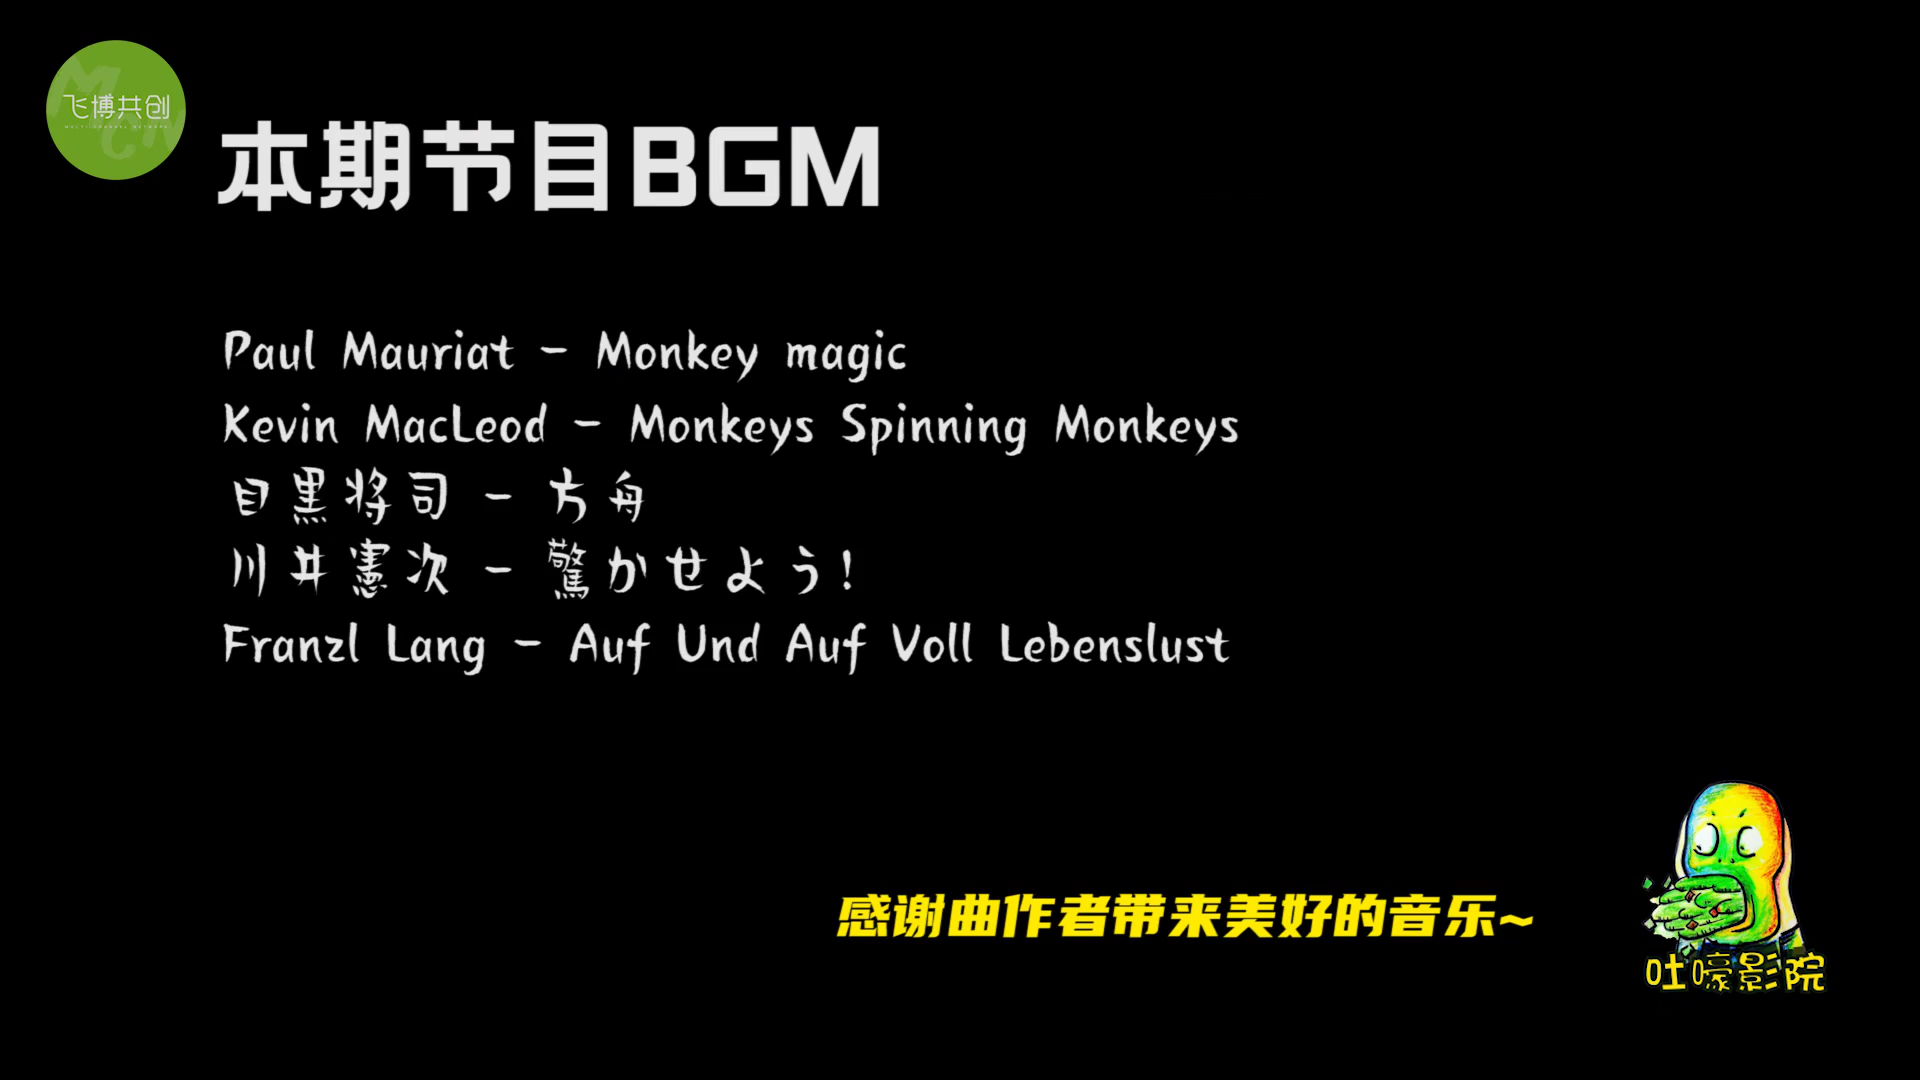 飞博共创
本期节目BGM
Paul Mauriat - Monkey magic
Kevin MacLeod - Monkeys Spinning Monkeys
目黒将司 - 方舟
川井憲次 - 驚かせよう!
Franzl Lang - Auf Und Auf Voll Lebenslust
感谢曲作者带来美好的音乐~
吐嚎影院